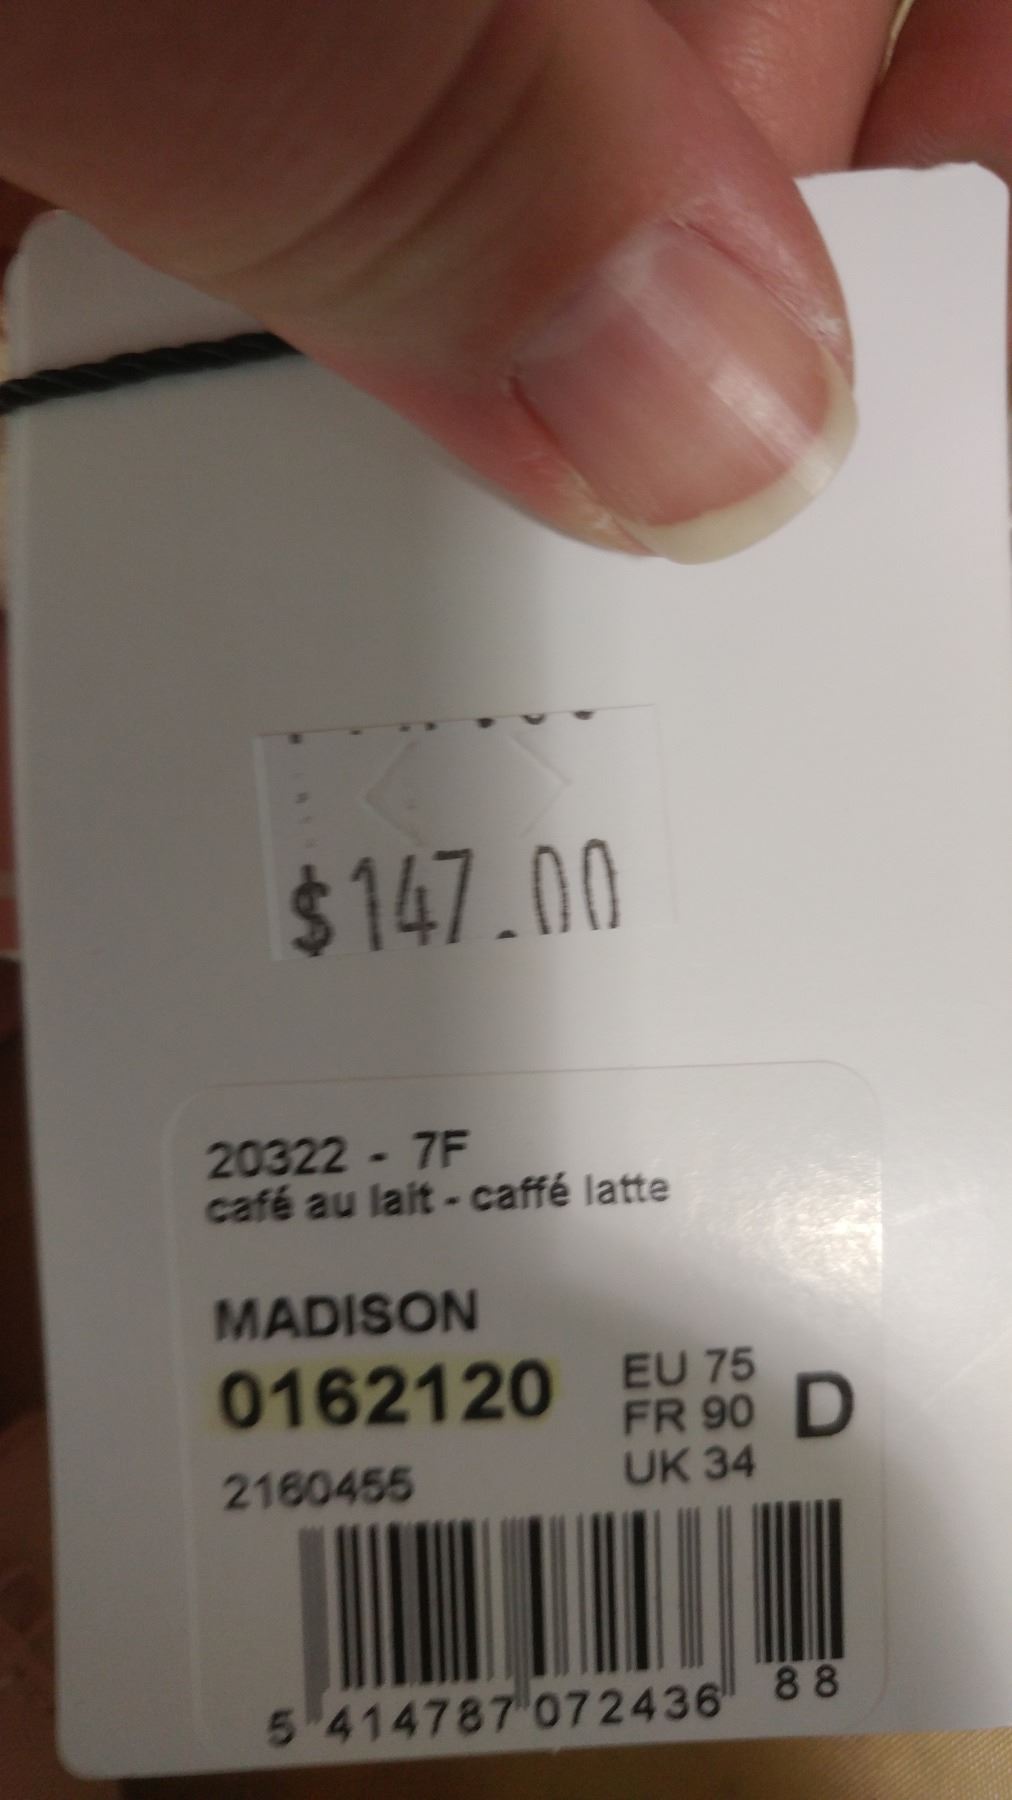 $147.00
20322 - 7F
café au lait - caffé latte
MADISON
0162120
EU 75
FR 90
UK 34
D
2160455
5 414787 072436 88